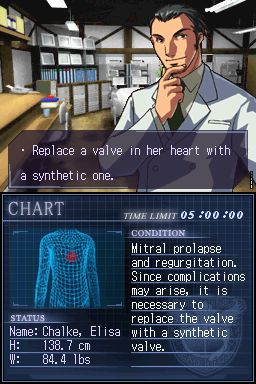 · Replace a valve in her heart with
a synthetic one.
CHART
TIME LIMIT 05:00:00
CONDITION
Mitral prolapse
and regurgitation.
Since complications
may arise, it is
necessary to
replace the valve
with a synthetic
valve.
STATUS
Name: Chalke, Elisa
H: 138.7 cm
W: 84.4 lbs